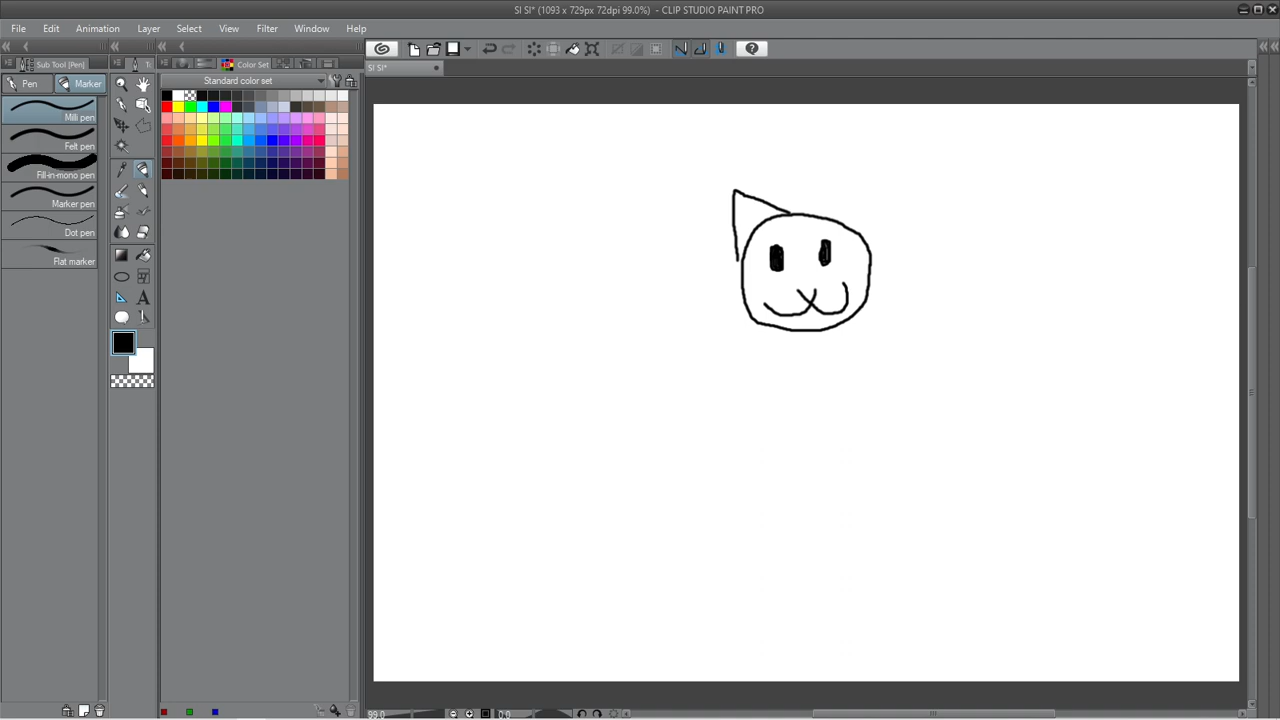 SI SI* (1093 x 729px 72dpi 99.0%) - CLIP STUDIO PAINT PRO
File Edit Animation Layer Select View Filter Window Help
Sub Tool [Pen] Color Set
SI SI*
Pen Marker Standard color set
Milli pen
Felt pen
Fill-in-mono pen
Marker pen
Dot pen
Flat marker
99.0 0.0